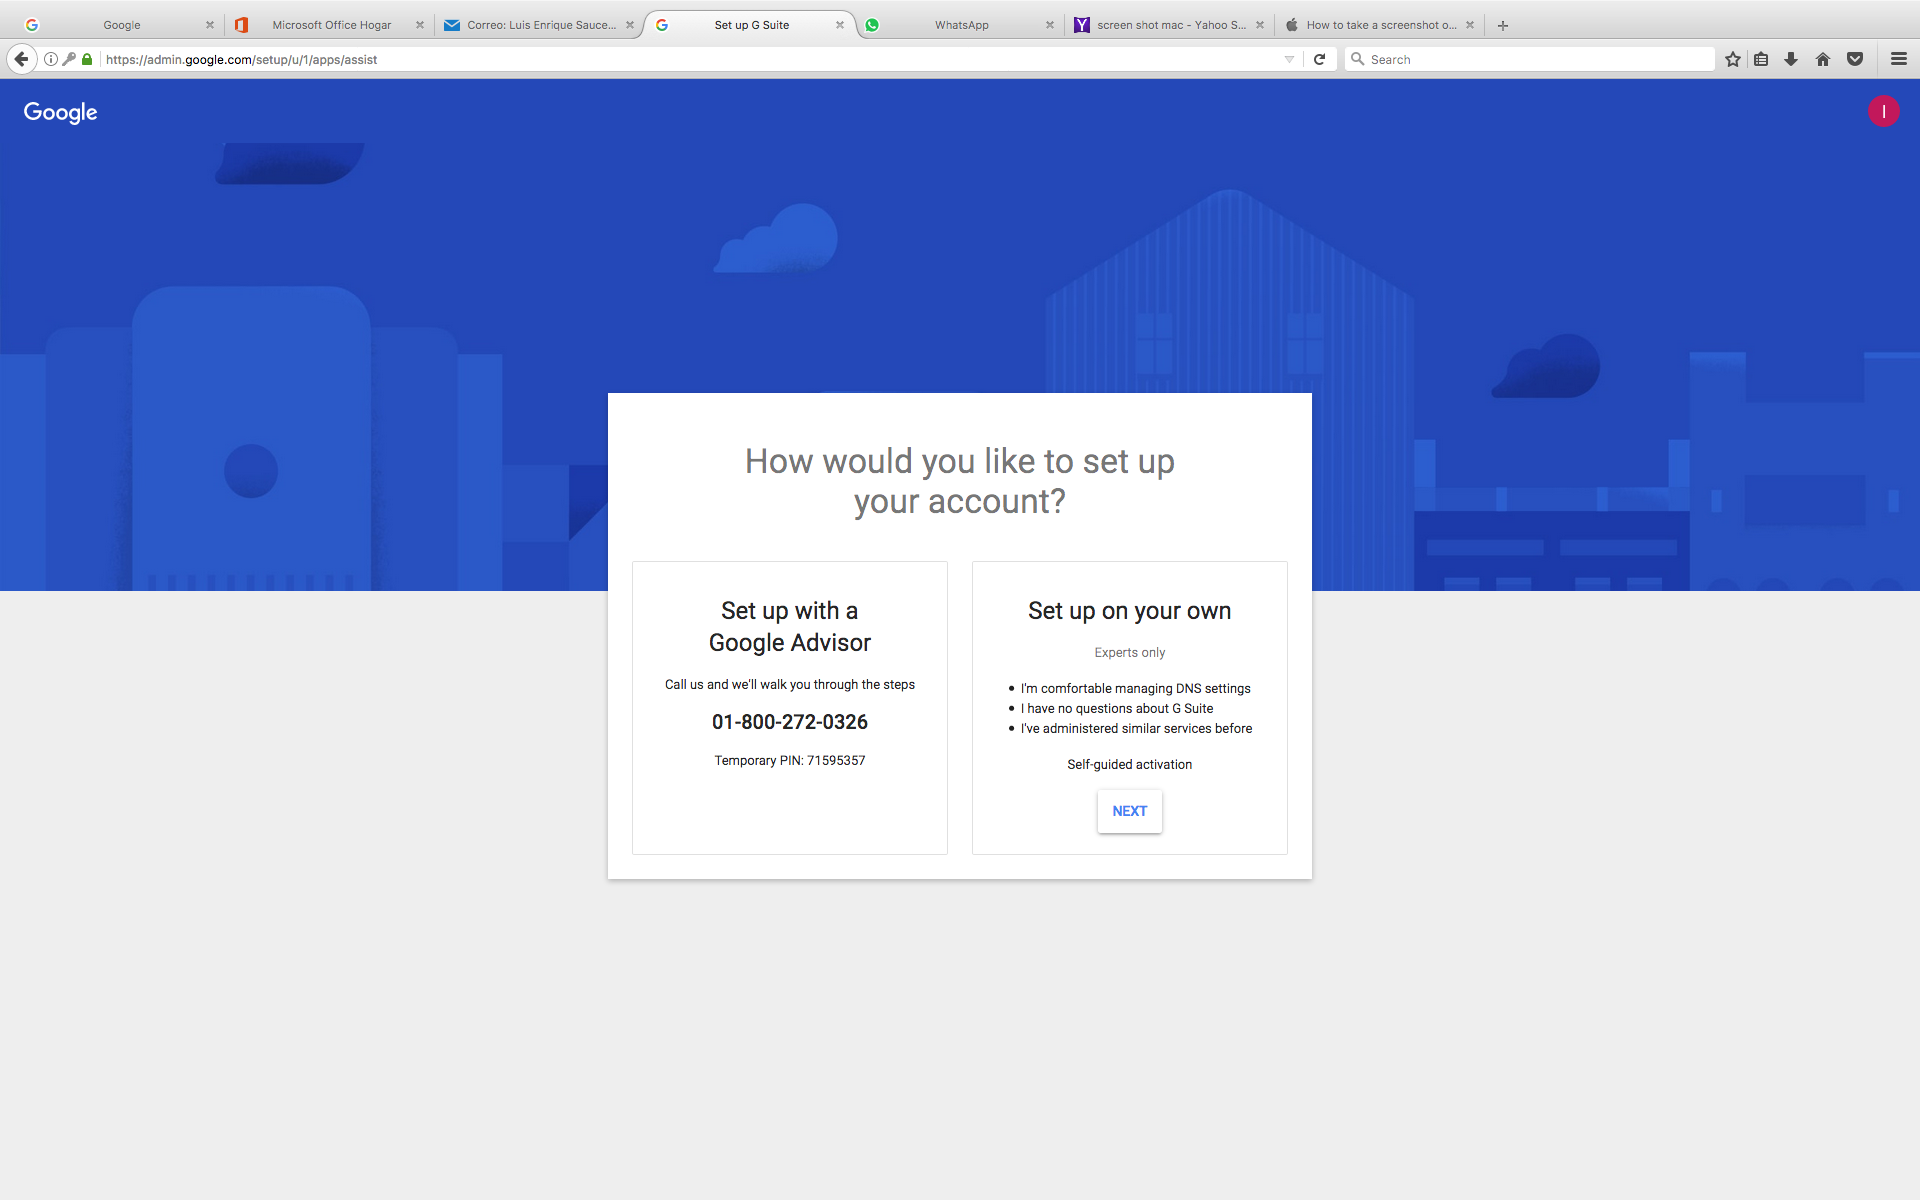 Google
Microsoft Office Hogar
Correo: Luis Enrique Sauce...
Set up G Suite
WhatsApp
screen shot mac - Yahoo S...
How to take a screenshot o...
https://admin.google.com/setup/u/1/apps/assist
Search
Google
I
How would you like to set up
your account?
Set up with a
Google Advisor
Call us and we'll walk you through the steps
01-800-272-0326
Temporary PIN: 71595357
Set up on your own
Experts only
• I'm comfortable managing DNS settings
• I have no questions about G Suite
• I've administered similar services before
Self-guided activation
NEXT